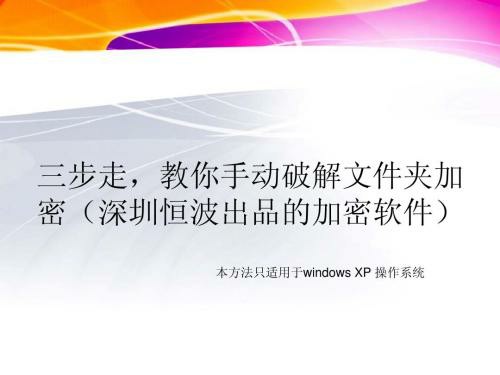 三步走，教你手动破解文件夹加
密（深圳恒波出品的加密软件）
本方法只适用于windows XP 操作系统